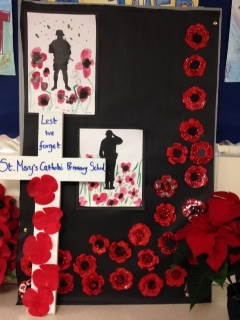 Lest
we
forget
St. Mary's Catholic Primary School